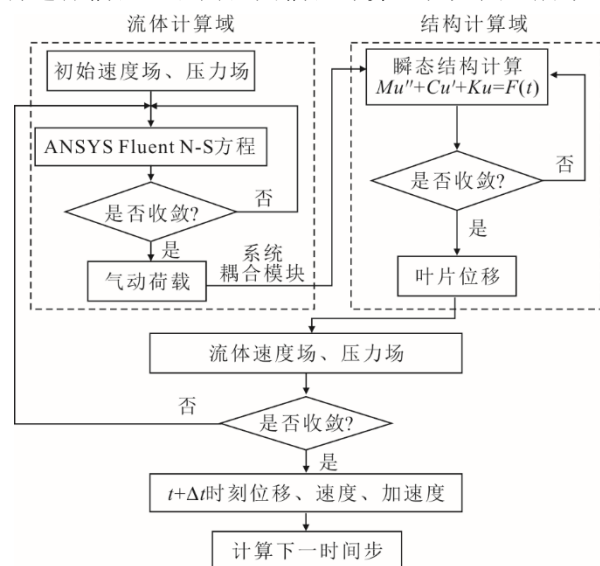 流体计算域
结构计算域
初始速度场、压力场
ANSYS Fluent N-S方程
是否收敛?
否
是
气动荷载
系统
耦合模块
瞬态结构计算
Mu″+Cu′+Ku=F(t)
是否收敛?
否
是
叶片位移
流体速度场、压力场
否
是否收敛?
是
t+Δt时刻位移、速度、加速度
计算下一时间步